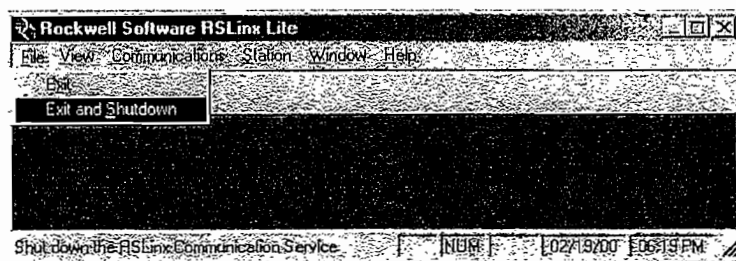 Rockwell Software RSLinx Lite
File View Communications Station Window Help
Exit
Exit and Shutdown
Shut down the RSLinx Communication Service NUM 02/19/00 06:19 PM